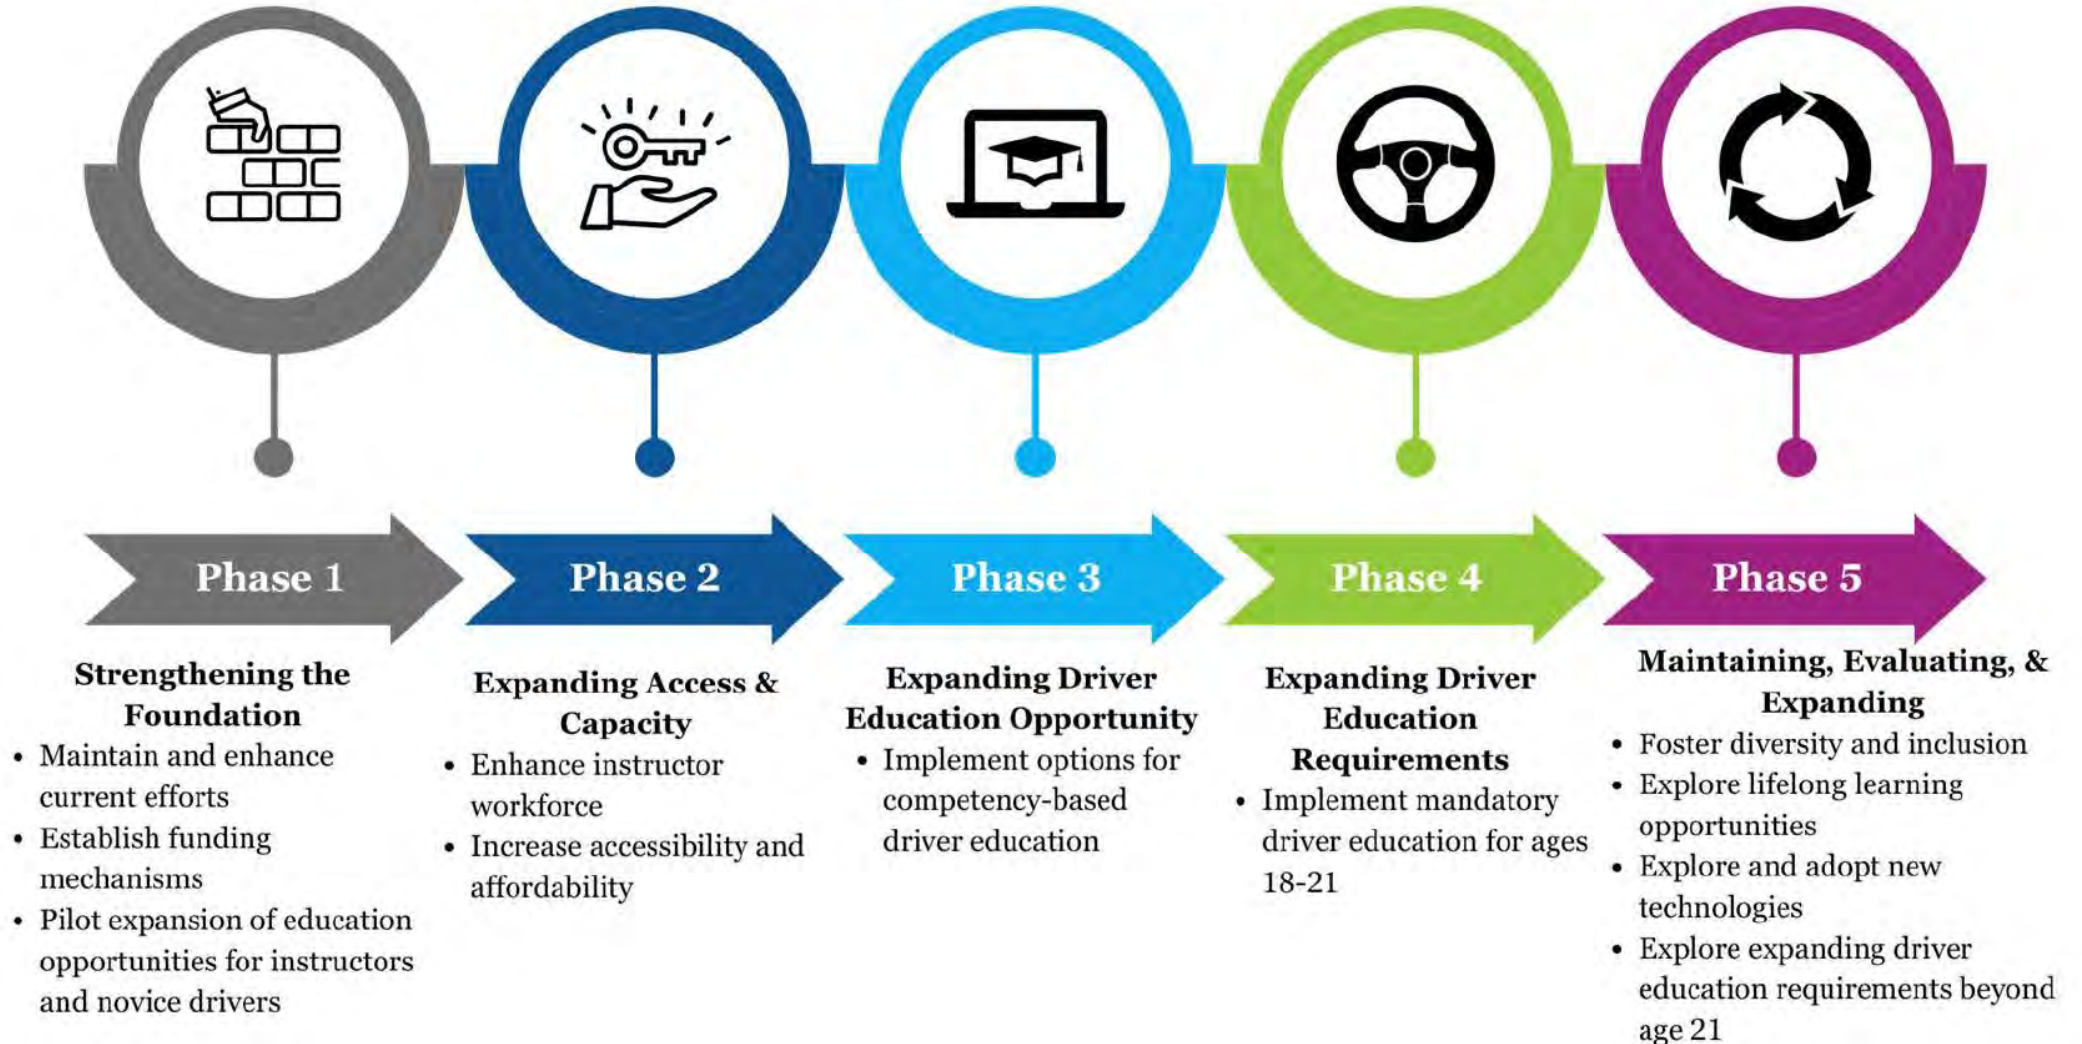 Phase 1
Strengthening the
Foundation
• Maintain and enhance
current efforts
• Establish funding
mechanisms
• Pilot expansion of education
opportunities for instructors
and novice drivers
Phase 2
Expanding Access &
Capacity
• Enhance instructor
workforce
• Increase accessibility and
affordability
Phase 3
Expanding Driver
Education Opportunity
• Implement options for
competency-based
driver education
Phase 4
Expanding Driver
Education
Requirements
• Implement mandatory
driver education for ages
18-21
Phase 5
Maintaining, Evaluating, &
Expanding
• Foster diversity and inclusion
• Explore lifelong learning
opportunities
• Explore and adopt new
technologies
• Explore expanding driver
education requirements beyond
age 21